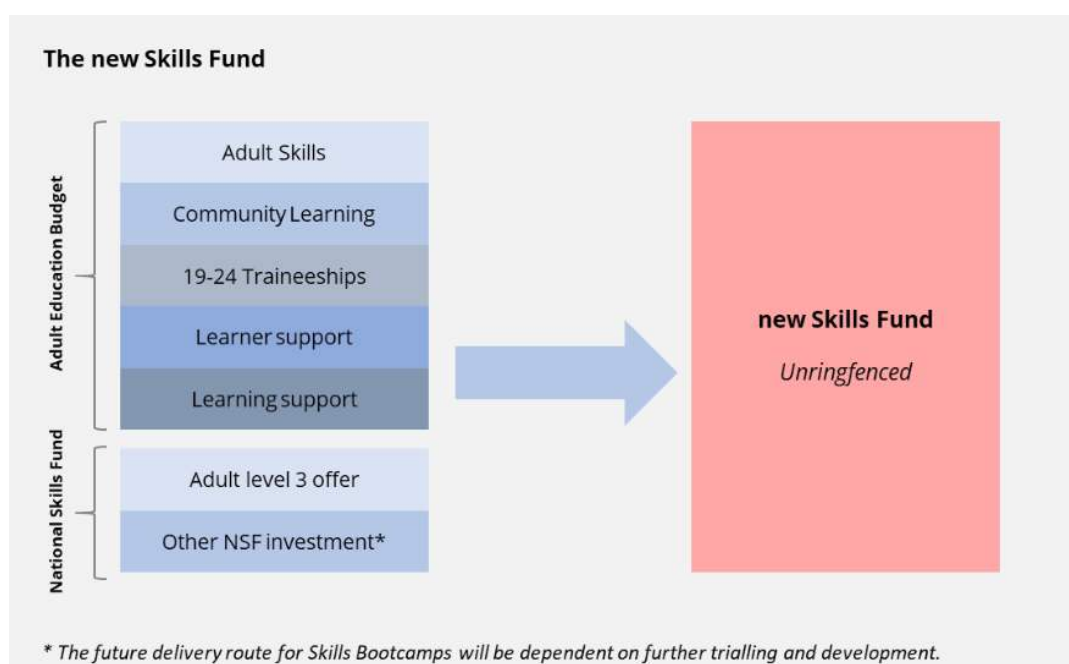 The new Skills Fund
Adult Education Budget
Adult Skills
Community Learning
19-24 Traineeships
Learner support
Learning support
National Skills Fund
Adult level 3 offer
Other NSF investment*
new Skills Fund
Unringfenced
* The future delivery route for Skills Bootcamps will be dependent on further trialling and development.